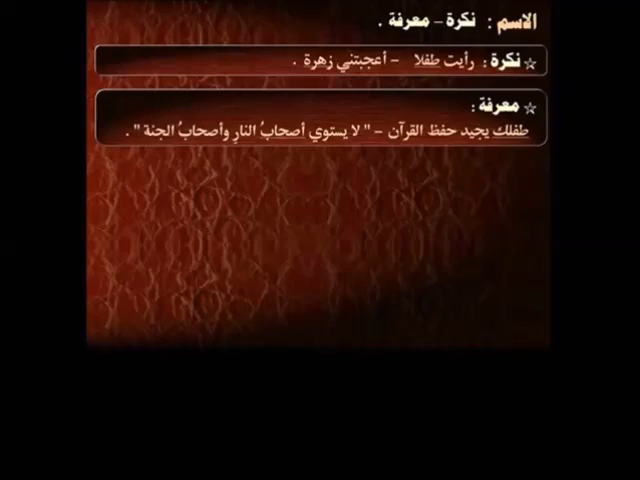 الاسم : نكرة - معرفة .
☆ نكرة : رأيت طفلا - أعجبتني زهرة .
☆ معرفة :
طفلك يجيد حفظ القرآن - " لا يستوي أصحابُ النارِ وأصحابُ الجنة " .